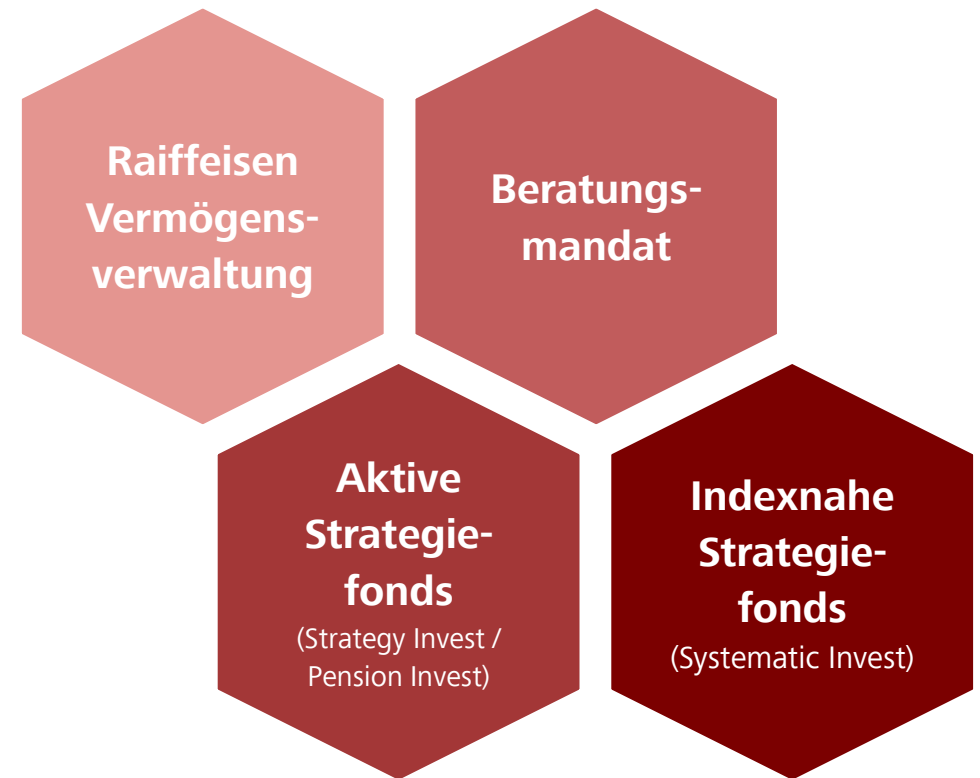 Raiffeisen
Vermögens-
verwaltung
Beratungs-
mandat
Aktive
Strategie-
fonds
(Strategy Invest /
Pension Invest)
Indexnahe
Strategie-
fonds
(Systematic Invest)